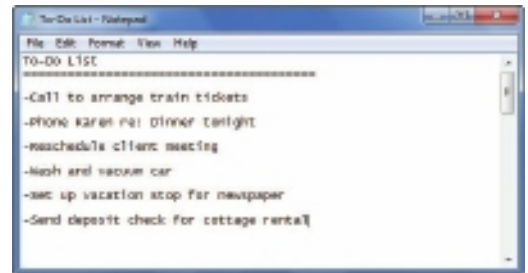 To-Do List - Notepad
File Edit Format View Help
TO-DO LIST
========================================
-Call to arrange train tickets
-Phone Karen re: Dinner tonight
-Reschedule client meeting
-Wash and vacuum car
-Set up vacation stop for newspaper
-Send deposit check for cottage rental